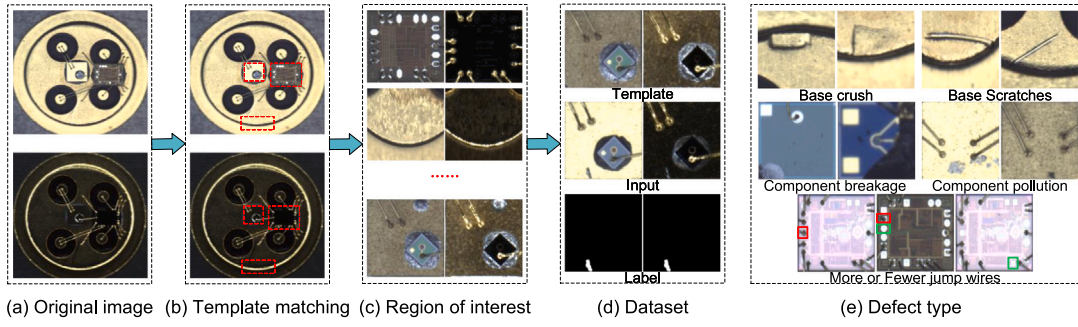 Template
Input
Label
Base crush
Base Scratches
Component breakage
Component pollution
More or Fewer jump wires
(a) Original image
(b) Template matching
(c) Region of interest
(d) Dataset
(e) Defect type